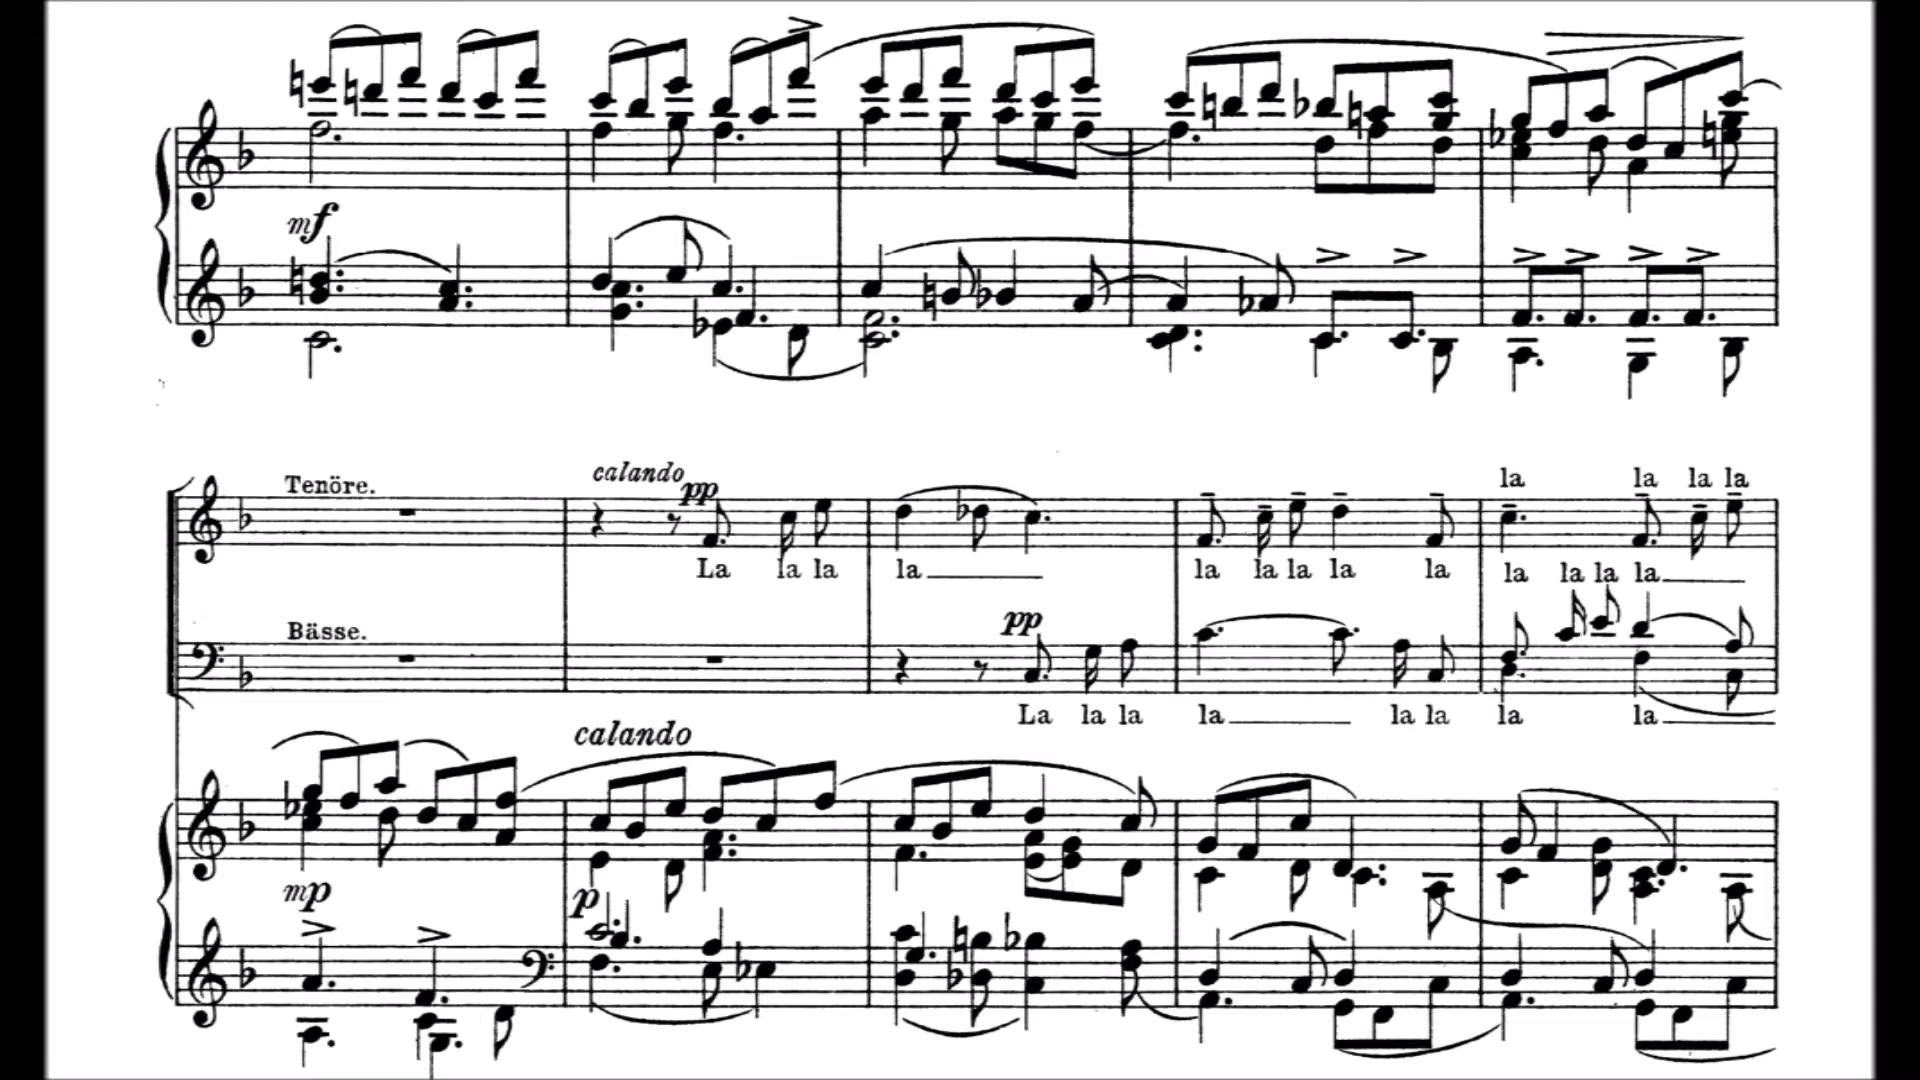 mf
Tenöre.
calando
pp
la la la la
La la la la la la la la la la la la la
Bässe.
pp
La la la la la la la la
calando
mp
p